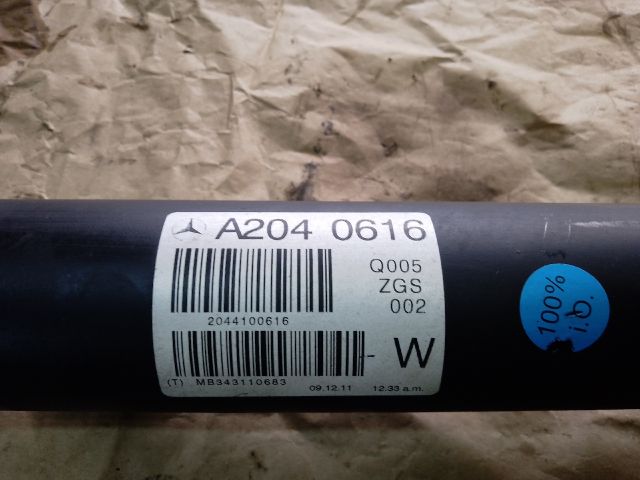 A204 0616
Q005
ZGS
002
2044100616
- W
(T) MB343110683 09.12.11 12.33 a.m.
100%
i.O.